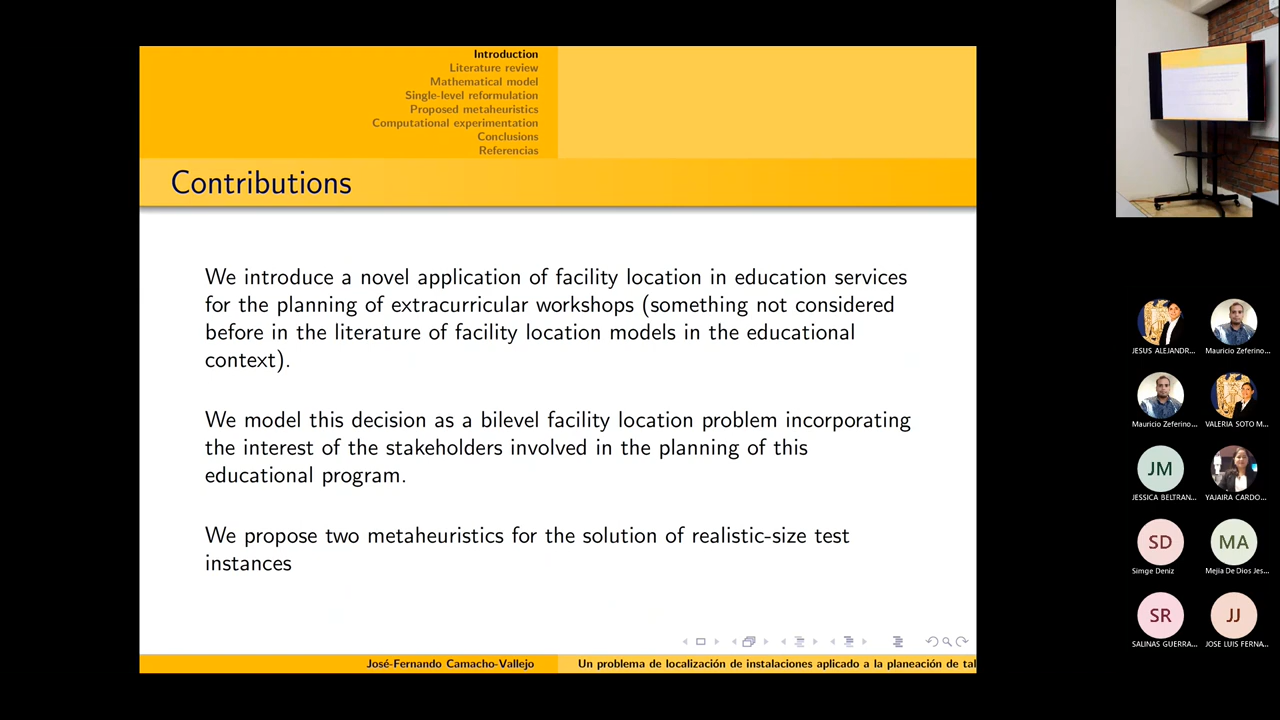 Introduction
Literature review
Mathematical model
Single-level reformulation
Proposed metaheuristics
Computational experimentation
Conclusions
Referencias
Contributions
We introduce a novel application of facility location in education services
for the planning of extracurricular workshops (something not considered
before in the literature of facility location models in the educational
context).
We model this decision as a bilevel facility location problem incorporating
the interest of the stakeholders involved in the planning of this
educational program.
We propose two metaheuristics for the solution of realistic-size test
instances
José-Fernando Camacho-Vallejo
Un problema de localización de instalaciones aplicado a la planeación de tal
JESUS ALEJANDR...
Mauricio Zeferino...
Mauricio Zeferino...
VALERIA SOTO M...
JM
JESSICA BELTRAN...
YAJAIRA CARDO...
SD
Simge Deniz
MA
Mejia De Dios Jes...
SR
SALINAS GUERRA...
JJ
JOSE LUIS FERNA...